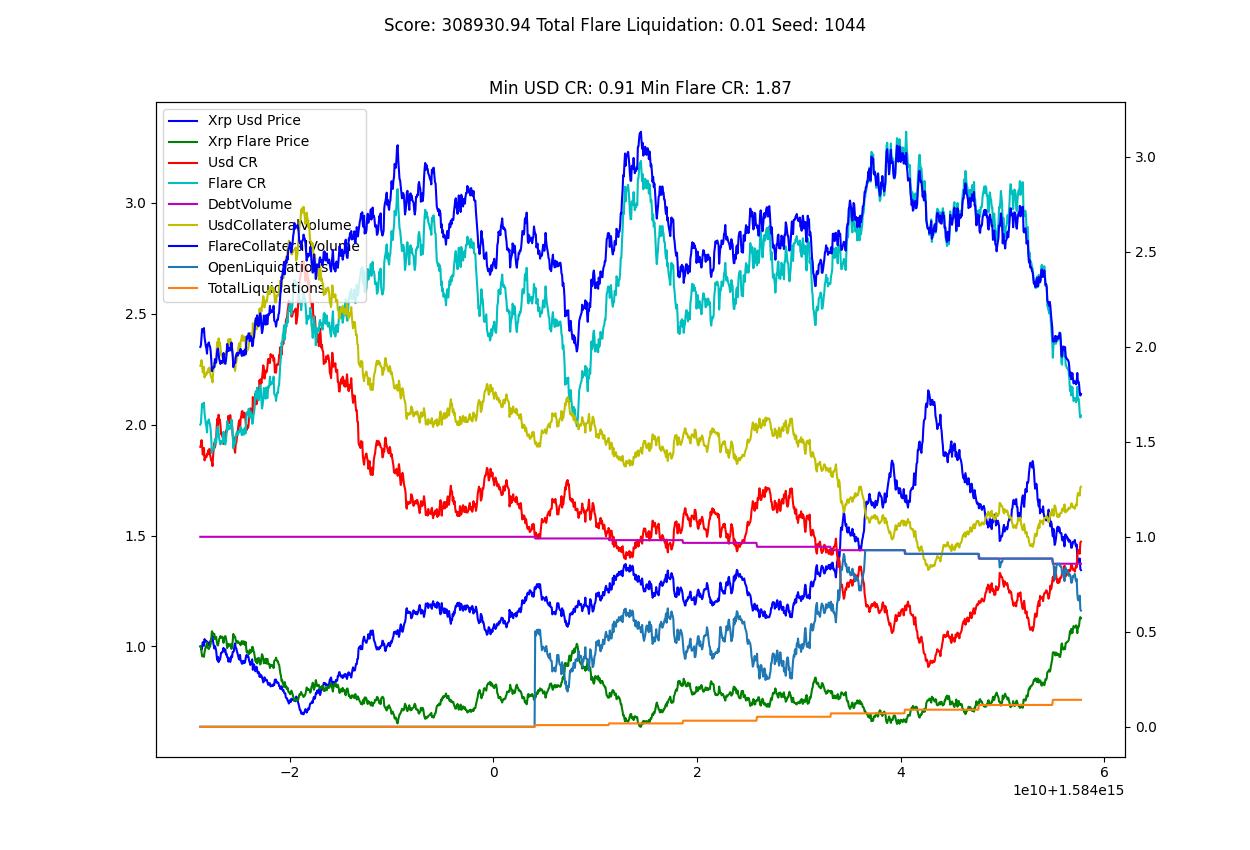 Score: 308930.94 Total Flare Liquidation: 0.01 Seed: 1044
Min USD CR: 0.91 Min Flare CR: 1.87
Xrp Usd Price
Xrp Flare Price
Usd CR
Flare CR
DebtVolume
UsdCollateralVolume
FlareCollateralVolume
OpenLiquidations
TotalLiquidations
3.0
2.5
2.0
1.5
1.0
3.0
2.5
2.0
1.5
1.0
0.5
0.0
−2
0
2
4
6
1e10+1.584e15